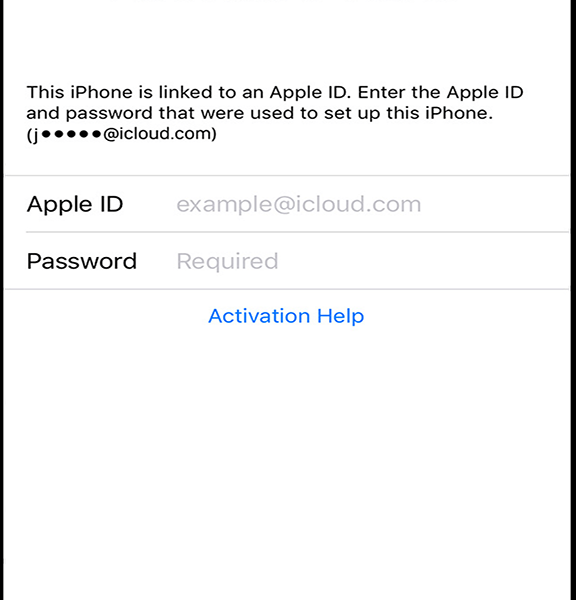 This iPhone is linked to an Apple ID. Enter the Apple ID
and password that were used to set up this iPhone.
(j●●●●●@icloud.com)
Apple ID example@icloud.com
Password Required
Activation Help